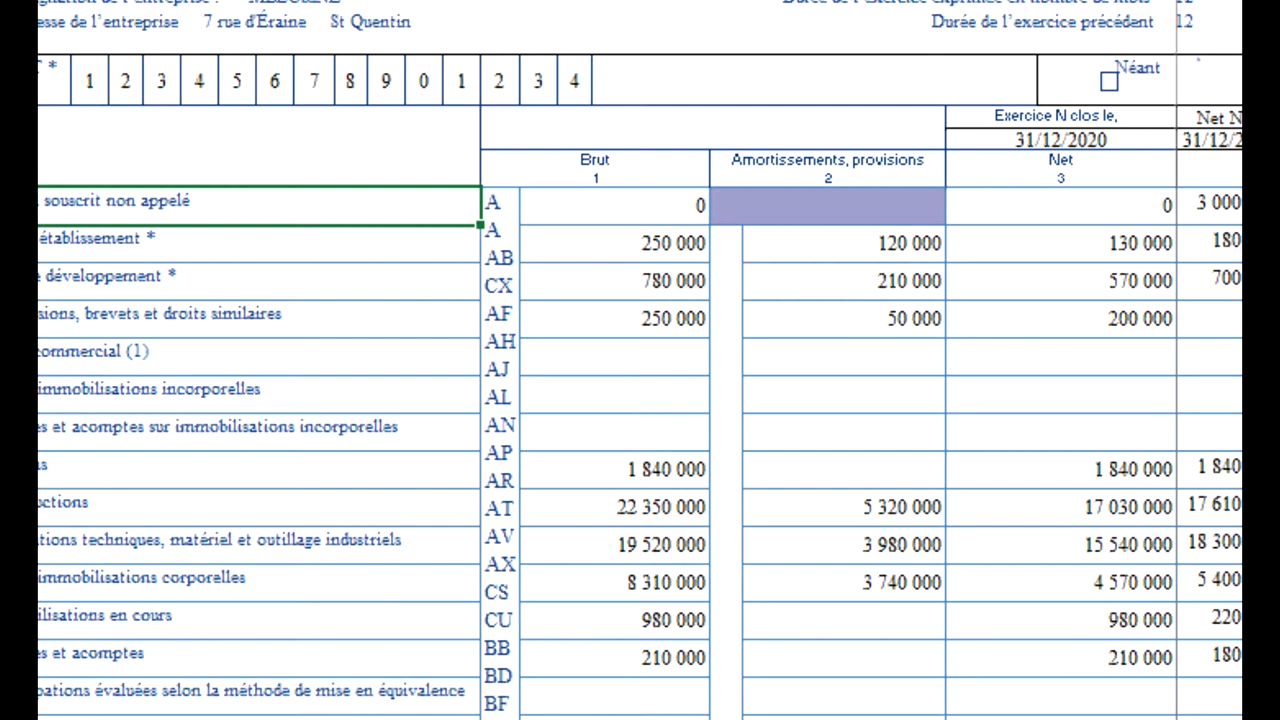 esse de l'entreprise 7 rue d'Éraine St Quentin Durée de l'exercice précédent 12
* 1 2 3 4 5 6 7 8 9 0 1 2 3 4 Néant
Exercice N clos le, Net N
31/12/2020 31/12/2
Brut Amortissements, provisions Net
1 2 3
souscrit non appelé A 0 0 3 000
établissement * A 250 000 120 000 130 000 180
développement * AB 780 000 210 000 570 000 700
CX
sions, brevets et droits similaires AF 250 000 50 000 200 000
commercial (1) AH
AJ
immobilisations incorporelles AL
es et acomptes sur immobilisations incorporelles AN
AP
s 1 840 000 1 840 000 1 840
AR
ctions AT 22 350 000 5 320 000 17 030 000 17 610
tions techniques, matériel et outillage industriels AV 19 520 000 3 980 000 15 540 000 18 300
AX
immobilisations corporelles CS 8 310 000 3 740 000 4 570 000 5 400
ilisations en cours CU 980 000 980 000 220
es et acomptes BB 210 000 210 000 180
BD
pations évaluées selon la méthode de mise en équivalence BF